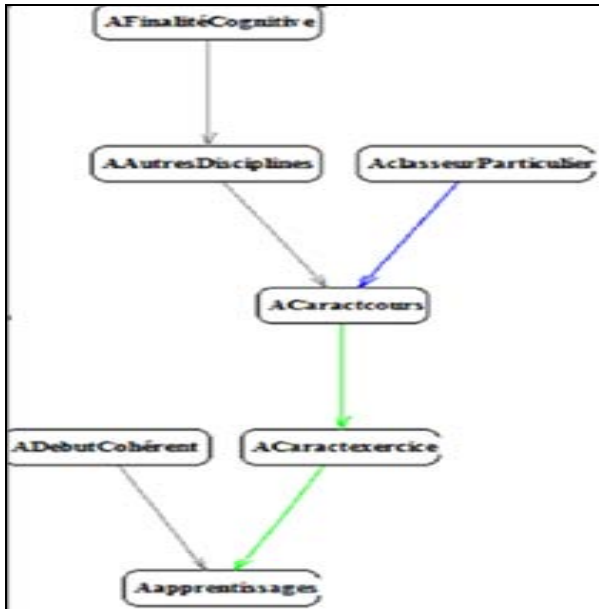 AFinalitéCognitive
AAutresDisciplines
AclasseurParticulier
ACaractcours
ADebutCohérent
ACaractexercice
Aapprentissages